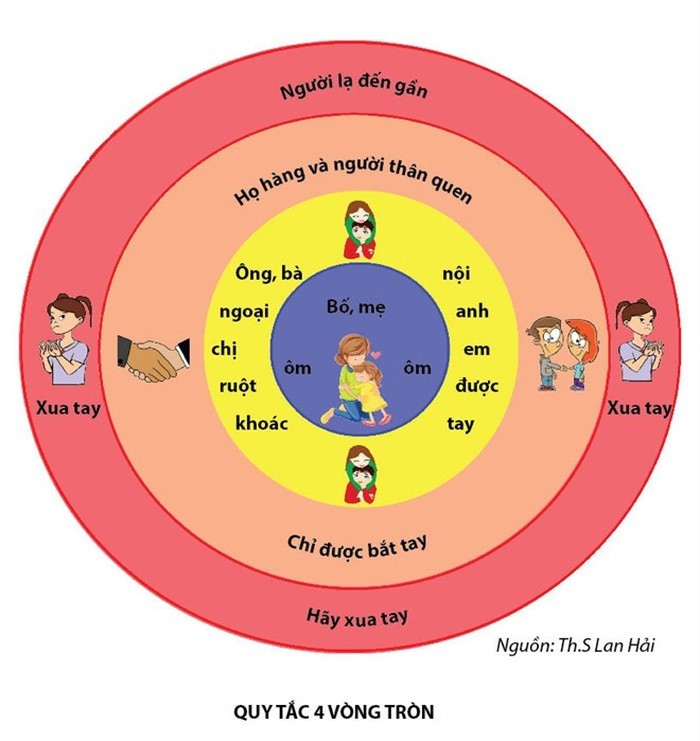 Người lạ đến gần
Họ hàng và người thân quen
Ông, bà nội
Bố, mẹ
ngoại anh
chị em
ôm ôm
ruột được
Xua tay Xua tay
khoác tay
Chỉ được bắt tay
Hãy xua tay
Nguồn: Th.S Lan Hải
QUY TẮC 4 VÒNG TRÒN